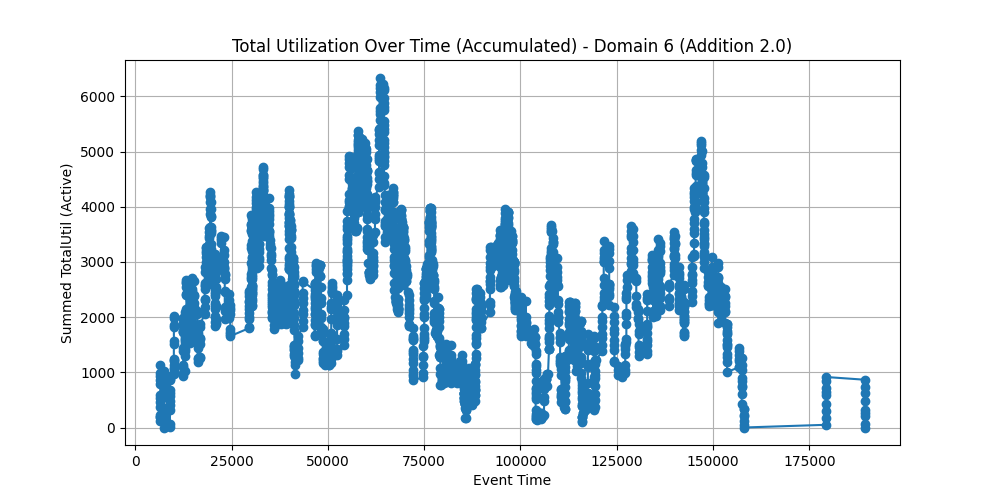 Total Utilization Over Time (Accumulated) - Domain 6 (Addition 2.0)
Summed TotalUtil (Active)
6000
5000
4000
3000
2000
1000
0
0 25000 50000 75000 100000 125000 150000 175000
Event Time